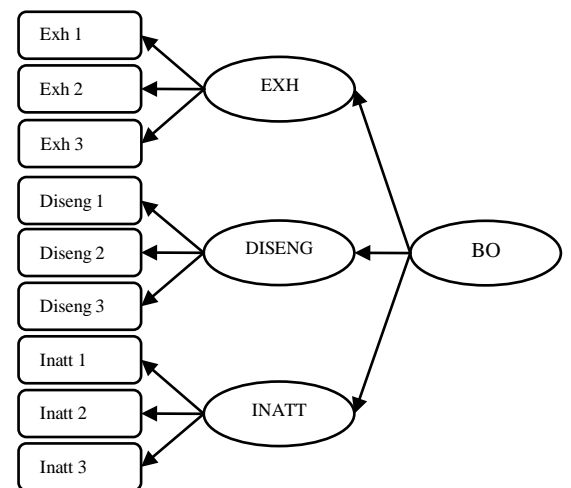 Exh 1
Exh 2
Exh 3
EXH
Diseng 1
Diseng 2
Diseng 3
DISENG
BO
Inatt 1
Inatt 2
Inatt 3
INATT